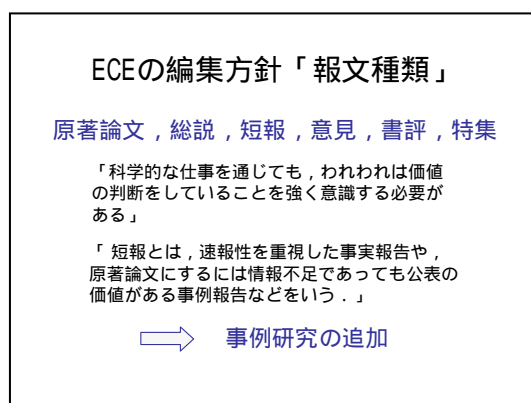 ECEの編集方針「報文種類」
原著論文，総説，短報，意見，書評，特集
「科学的な仕事を通じても，われわれは価値
の判断をしていることを強く意識する必要が
ある」
「 短報とは，速報性を重視した事実報告や，
原著論文にするには情報不足であっても公表の
価値がある事例報告などをいう．」
事例研究の追加